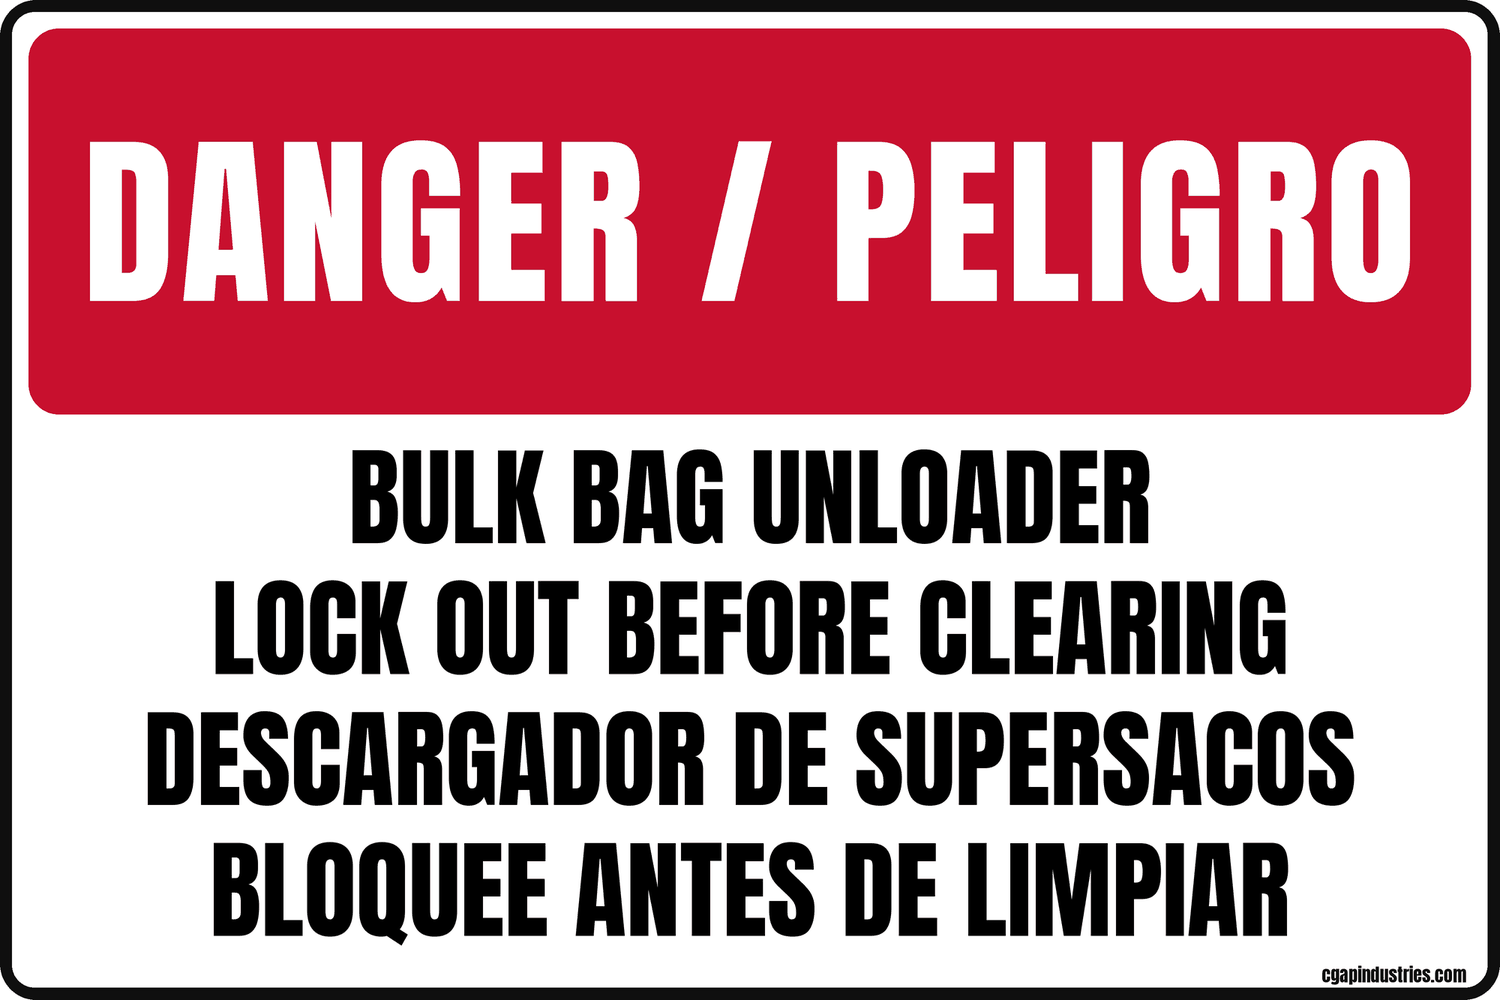 DANGER / PELIGRO
BULK BAG UNLOADER
LOCK OUT BEFORE CLEARING
DESCARGADOR DE SUPERSACOS
BLOQUEE ANTES DE LIMPIAR
cgapindustries.com